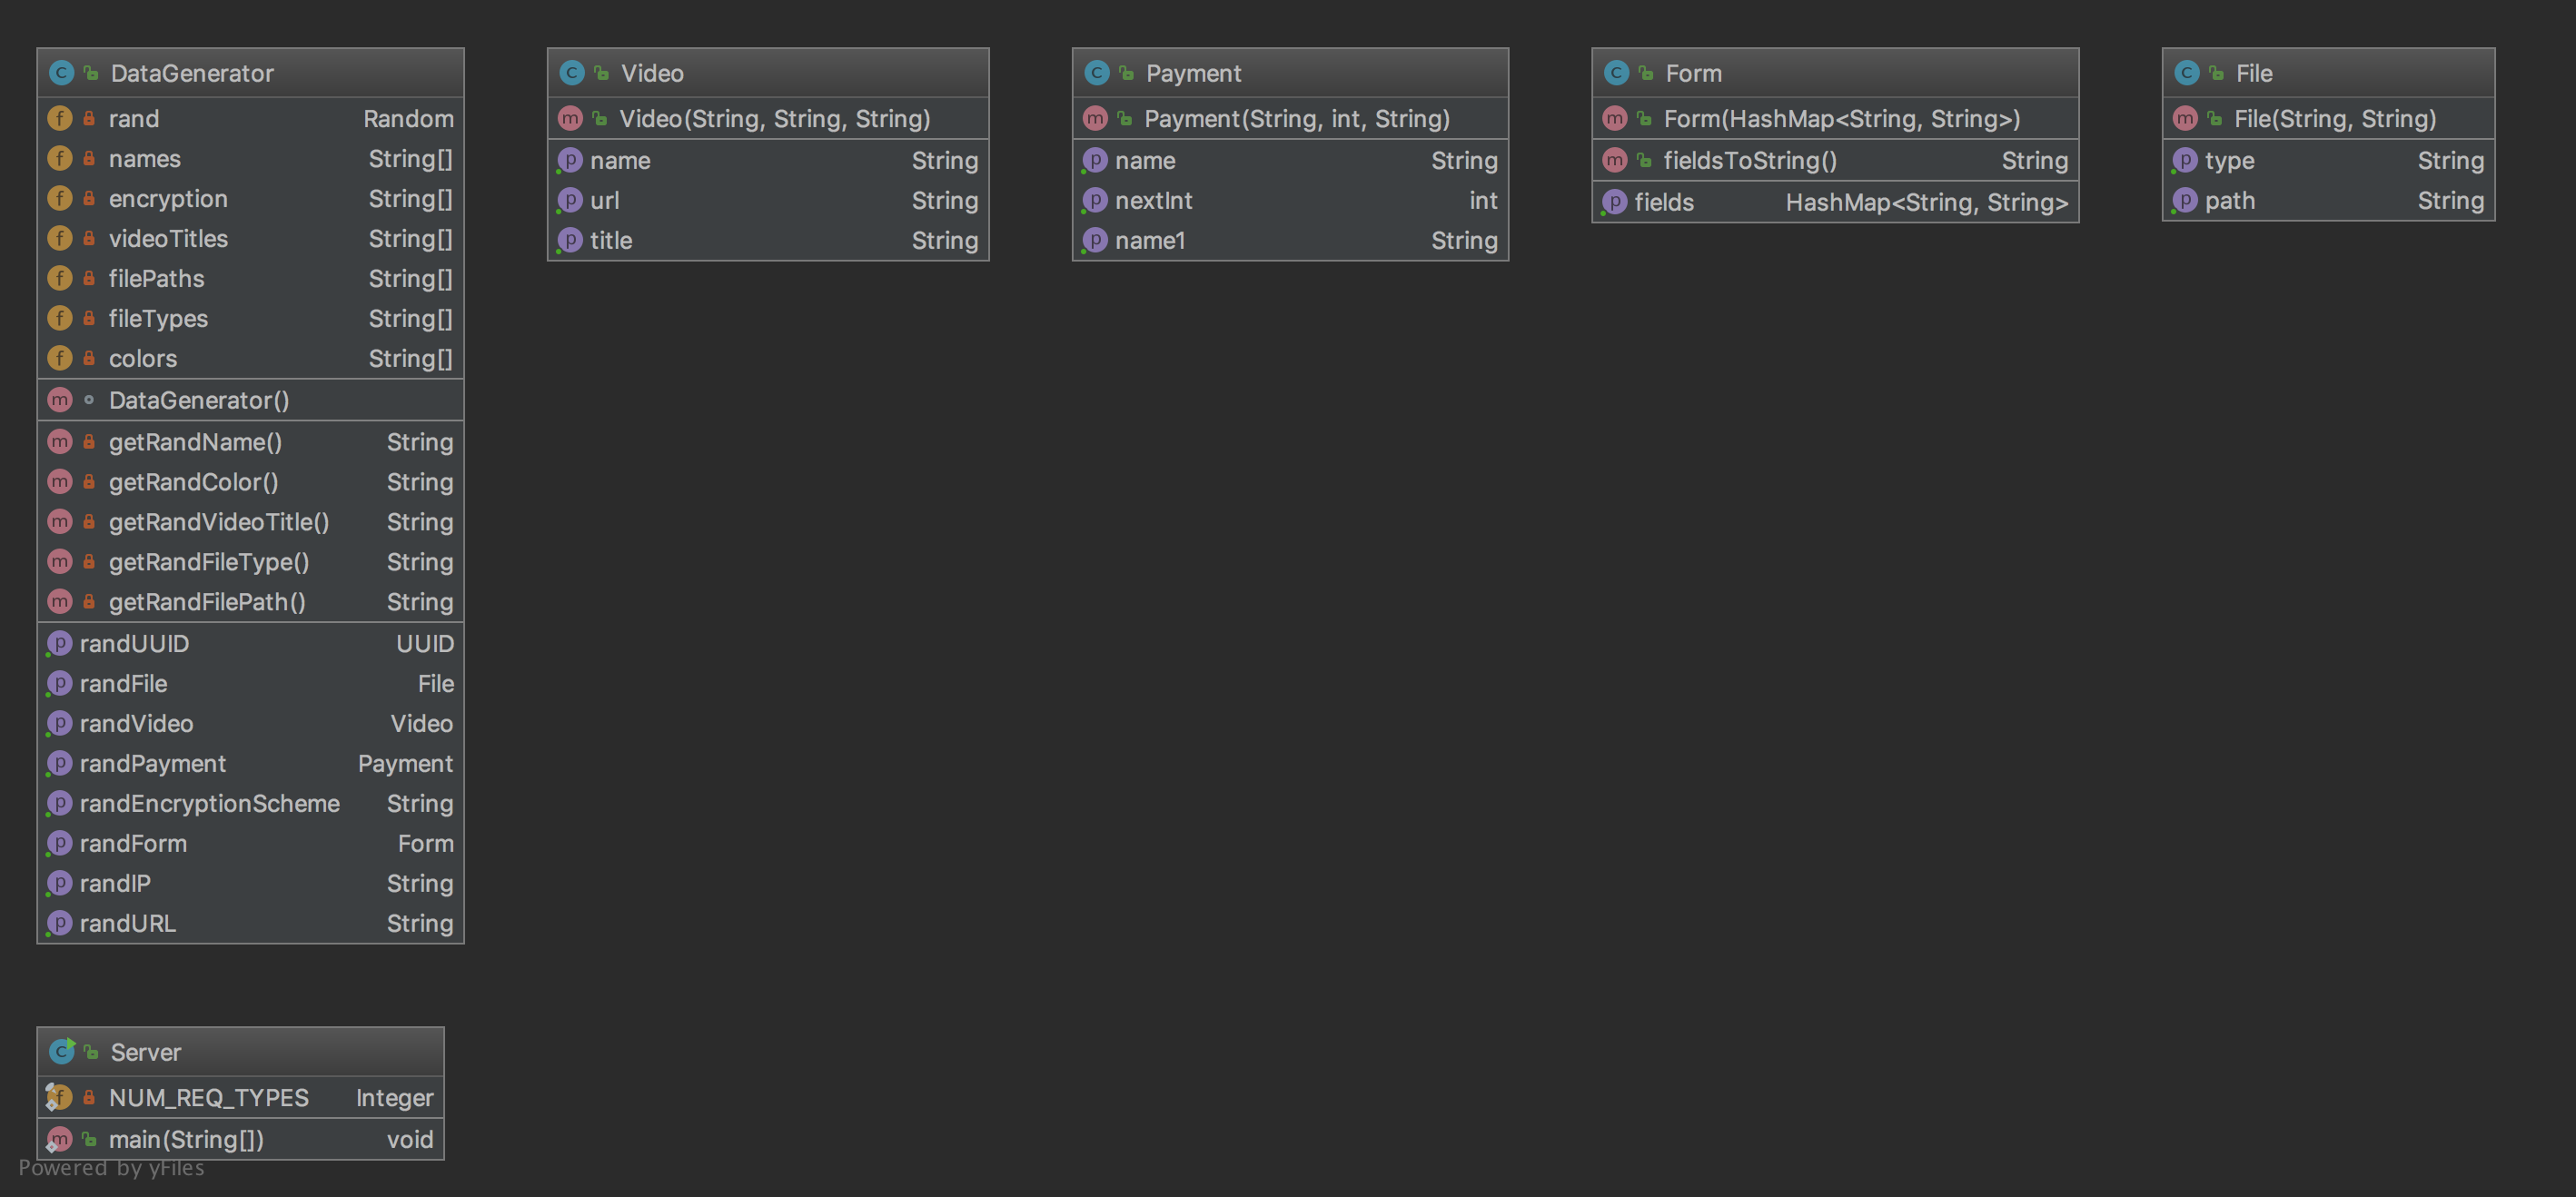 DataGenerator
rand Random
names String[]
encryption String[]
videoTitles String[]
filePaths String[]
fileTypes String[]
colors String[]
DataGenerator()
getRandName() String
getRandColor() String
getRandVideoTitle() String
getRandFileType() String
getRandFilePath() String
randUUID UUID
randFile File
randVideo Video
randPayment Payment
randEncryptionScheme String
randForm Form
randIP String
randURL String
Video
Video(String, String, String)
name String
url String
title String
Payment
Payment(String, int, String)
name String
nextInt int
name1 String
Form
Form(HashMap<String, String>)
fieldsToString() String
fields HashMap<String, String>
File
File(String, String)
type String
path String
Server
NUM_REQ_TYPES Integer
main(String[]) void
Powered by yFiles